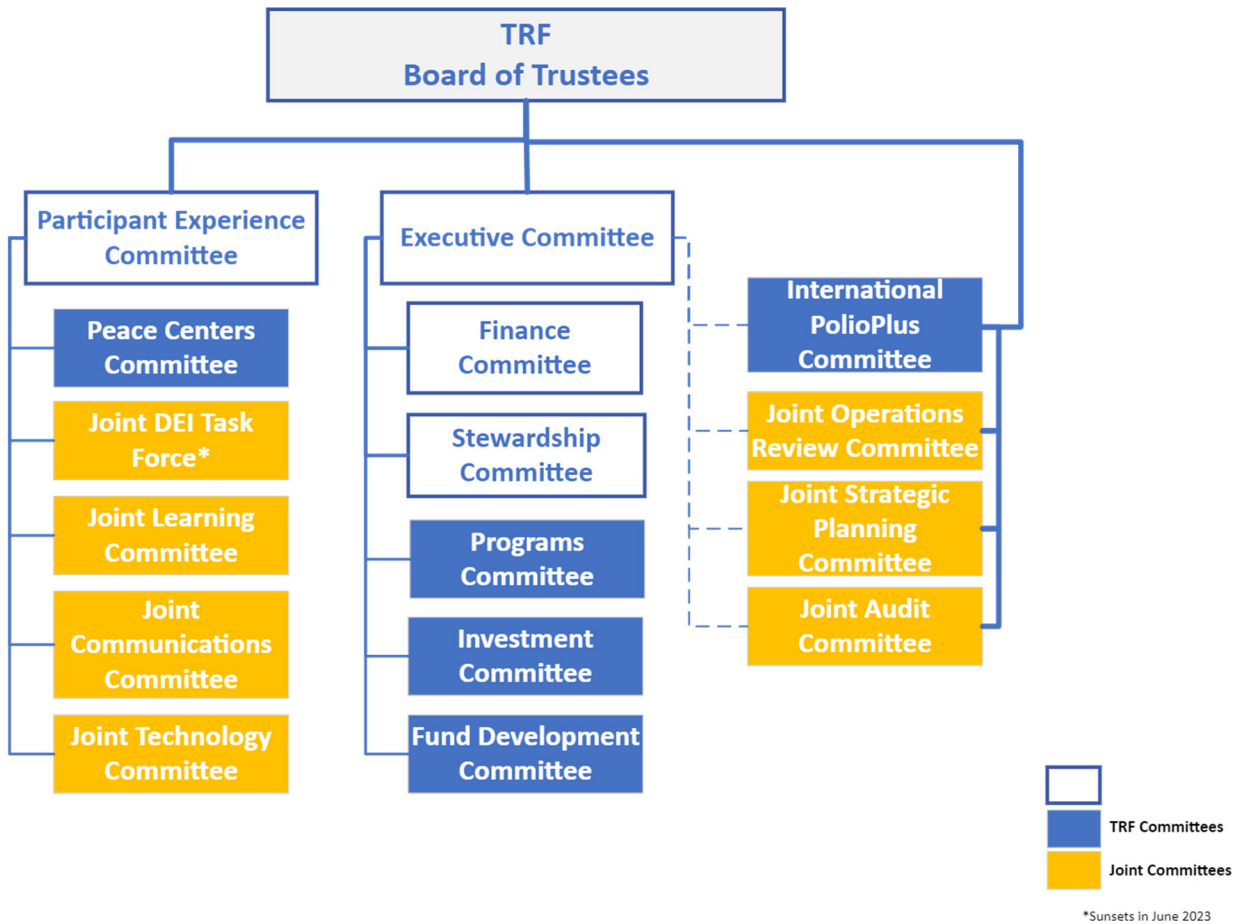 TRF
Board of Trustees
Participant Experience
Committee
Peace Centers
Committee
Joint DEI Task
Force*
Joint Learning
Committee
Joint
Communications
Committee
Joint Technology
Committee
Executive Committee
Finance
Committee
Stewardship
Committee
Programs
Committee
Investment
Committee
Fund Development
Committee
International
PolioPlus
Committee
Joint Operations
Review Committee
Joint Strategic
Planning
Committee
Joint Audit
Committee
TRF Committees
Joint Committees
*Sunsets in June 2023